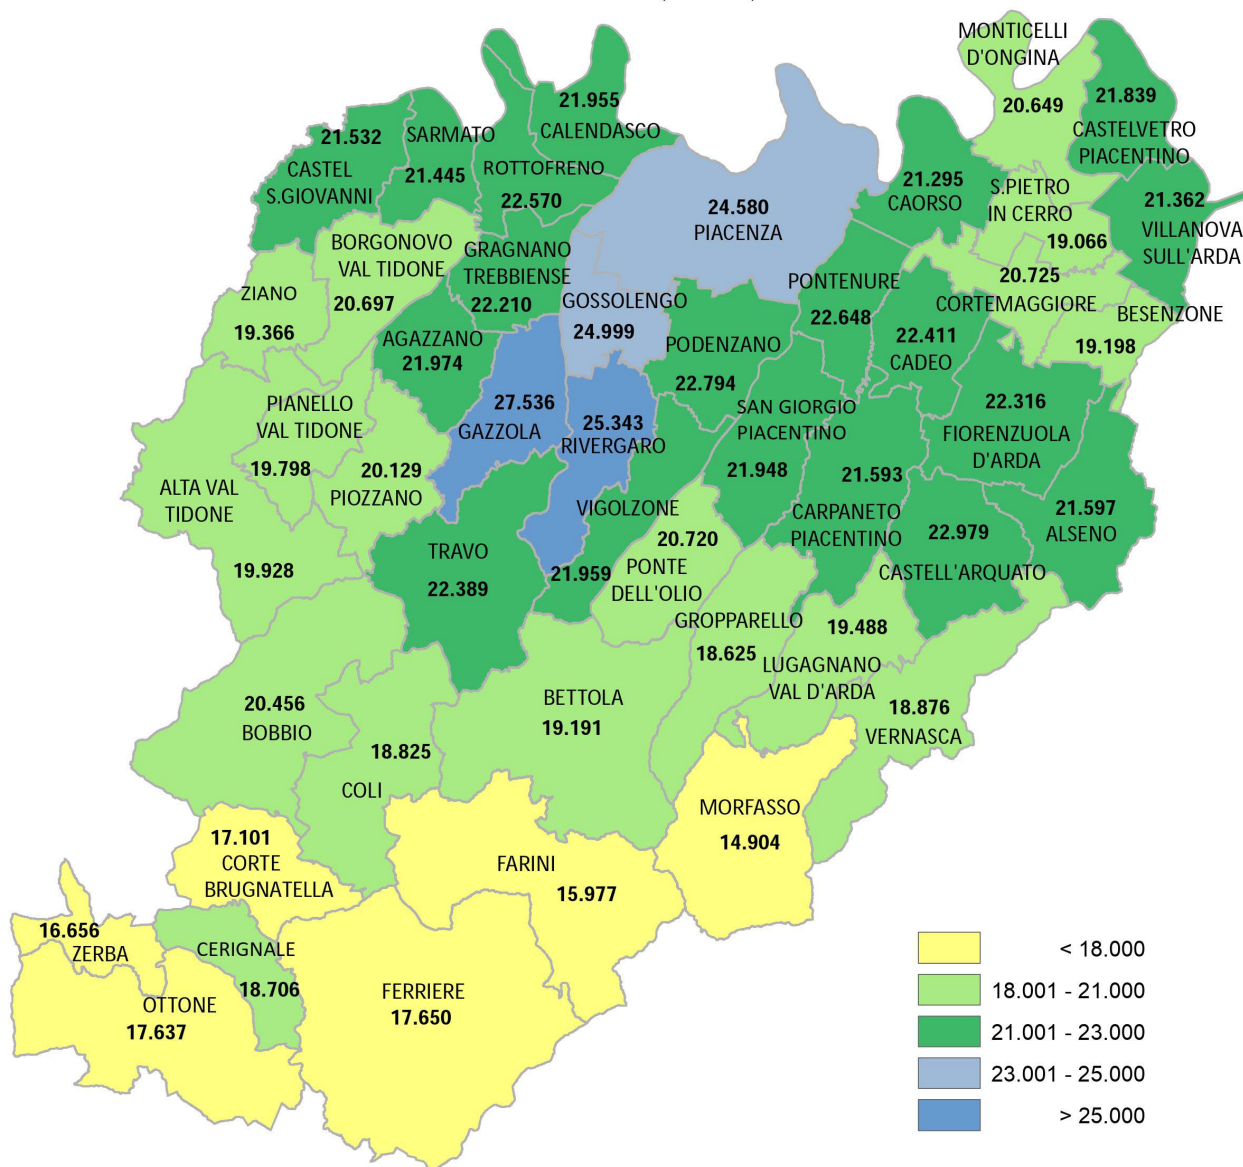 MONTICELLI
D'ONGINA
20.649
21.839
CASTELVETRO
PIACENTINO
21.955
CALENDASCO
21.532
CASTEL
S.GIOVANNI
SARMATO
21.445
ROTTOFRENO
22.570
24.580
PIACENZA
21.295
CAORSO
S.PIETRO
IN CERRO
19.066
21.362
VILLANOVA
SULL'ARDA
BORGONOVO
VAL TIDONE
20.697
GRAGNANO
TREBBIENSE
22.210
ZIANO
19.366
GOSSOLENGO
24.999
PONTENURE
22.648
20.725
CORTEMAGGIORE
BESENZONE
19.198
AGAZZANO
21.974
PODENZANO
22.794
22.411
CADEO
PIANELLO
VAL TIDONE
19.798
27.536
GAZZOLA
25.343
RIVERGARO
SAN GIORGIO
PIACENTINO
21.948
22.316
FIORENZUOLA
D'ARDA
20.129
PIOZZANO
ALTA VAL
TIDONE
19.928
21.593
CARPANETO
PIACENTINO
21.597
ALSENO
VIGOLZONE
21.959
20.720
PONTE
DELL'OLIO
22.979
CASTELL'ARQUATO
TRAVO
22.389
GROPPARELLO
18.625
19.488
LUGAGNANO
VAL D'ARDA
20.456
BOBBIO
BETTOLA
19.191
18.876
VERNASCA
18.825
COLI
MORFASSO
14.904
17.101
CORTE
BRUGNATELLA
FARINI
15.977
16.656
ZERBA
CERIGNALE
18.706
OTTONE
17.637
FERRIERE
17.650
< 18.000
18.001 - 21.000
21.001 - 23.000
23.001 - 25.000
> 25.000